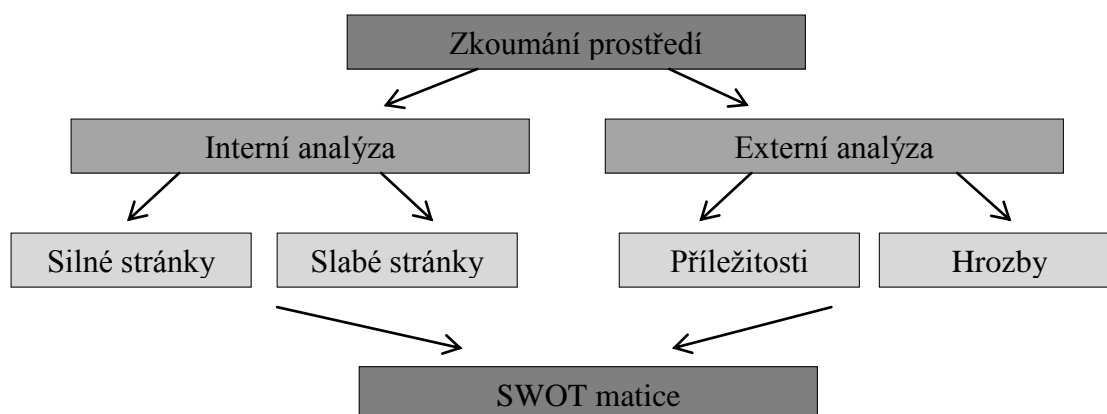 Zkoumání prostředí
Interní analýza
Externí analýza
Silné stránky
Slabé stránky
Příležitosti
Hrozby
SWOT matice